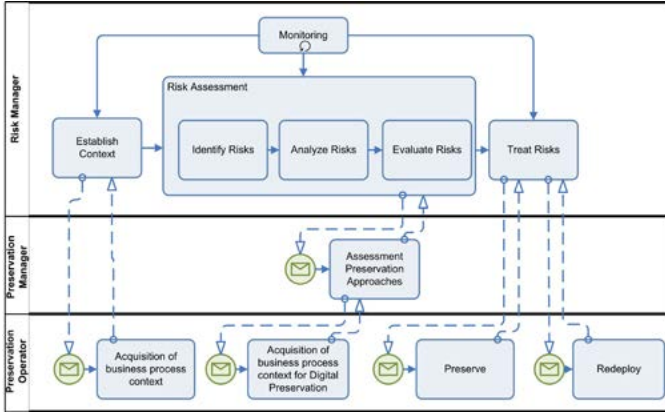 Risk Manager
Monitoring
Risk Assessment
Establish
Context
Identify Risks
Analyze Risks
Evaluate Risks
Treat Risks
Preservation
Manager
Assessment
Preservation
Approaches
Preservation
Operator
Acquisition of
business process
context
Acquisition of
business process
context for Digital
Preservation
Preserve
Redeploy